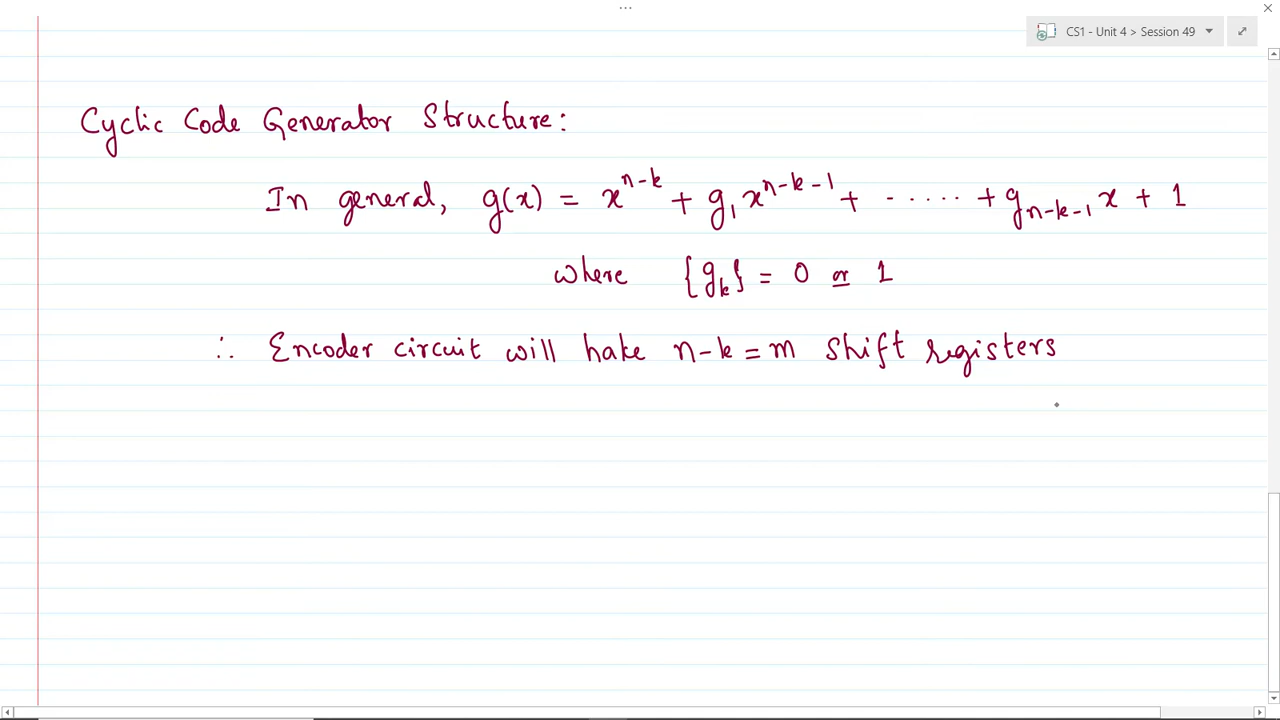 CS1 - Unit 4 > Session 49
Cyclic Code Generator Structure:
In general, g(x) = x^{n-k} + g_1 x^{n-k-1} + ...... + g_{n-k-1} x + 1
where {g_k} = 0 or 1
∴ Encoder circuit will hake n-k = m shift registers